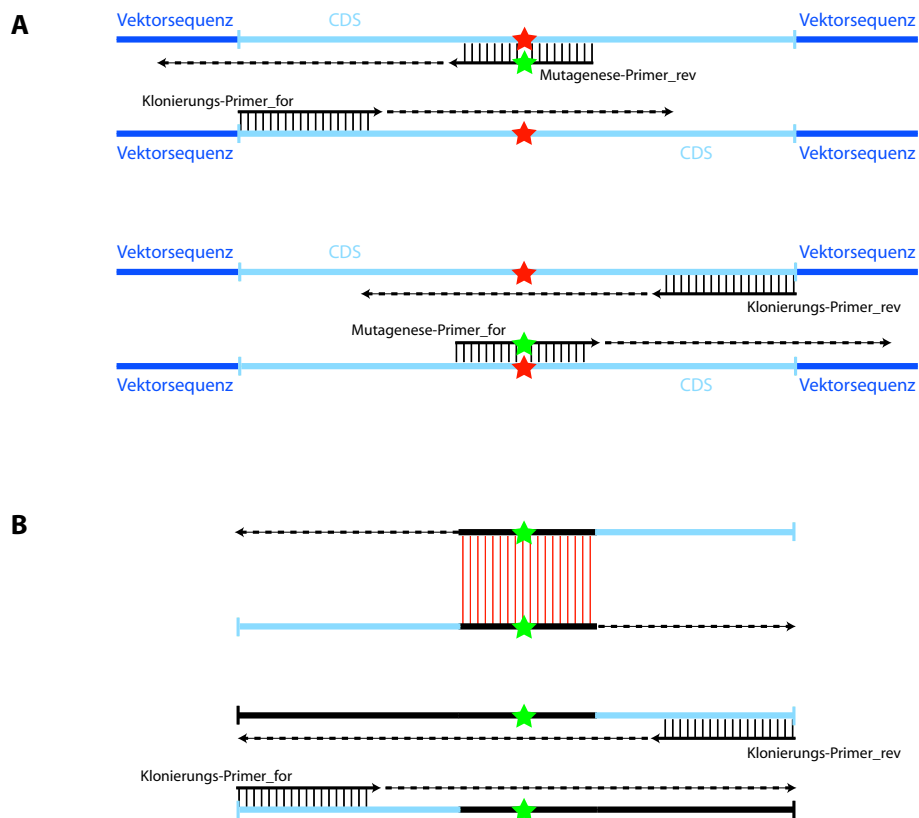 A
Vektorsequenz CDS Vektorsequenz
Mutagenese-Primer_rev
Klonierungs-Primer_for
Vektorsequenz CDS Vektorsequenz
Vektorsequenz CDS Vektorsequenz
Klonierungs-Primer_rev
Mutagenese-Primer_for
Vektorsequenz CDS Vektorsequenz
B
Klonierungs-Primer_rev
Klonierungs-Primer_for